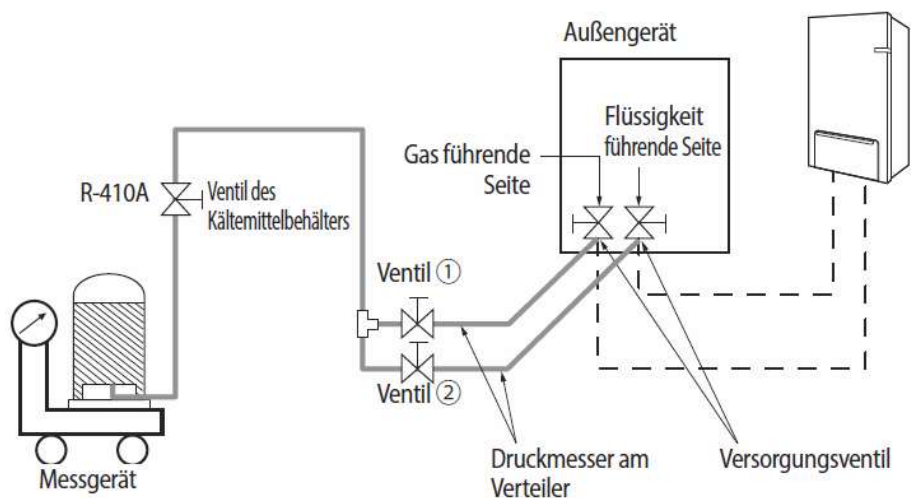 Außengerät
Flüssigkeit
führende Seite
Gas führende
Seite
R-410A
Ventil des
Kältemittelbehälters
Ventil ①
Ventil ②
Messgerät
Druckmesser am
Verteiler
Versorgungsventil